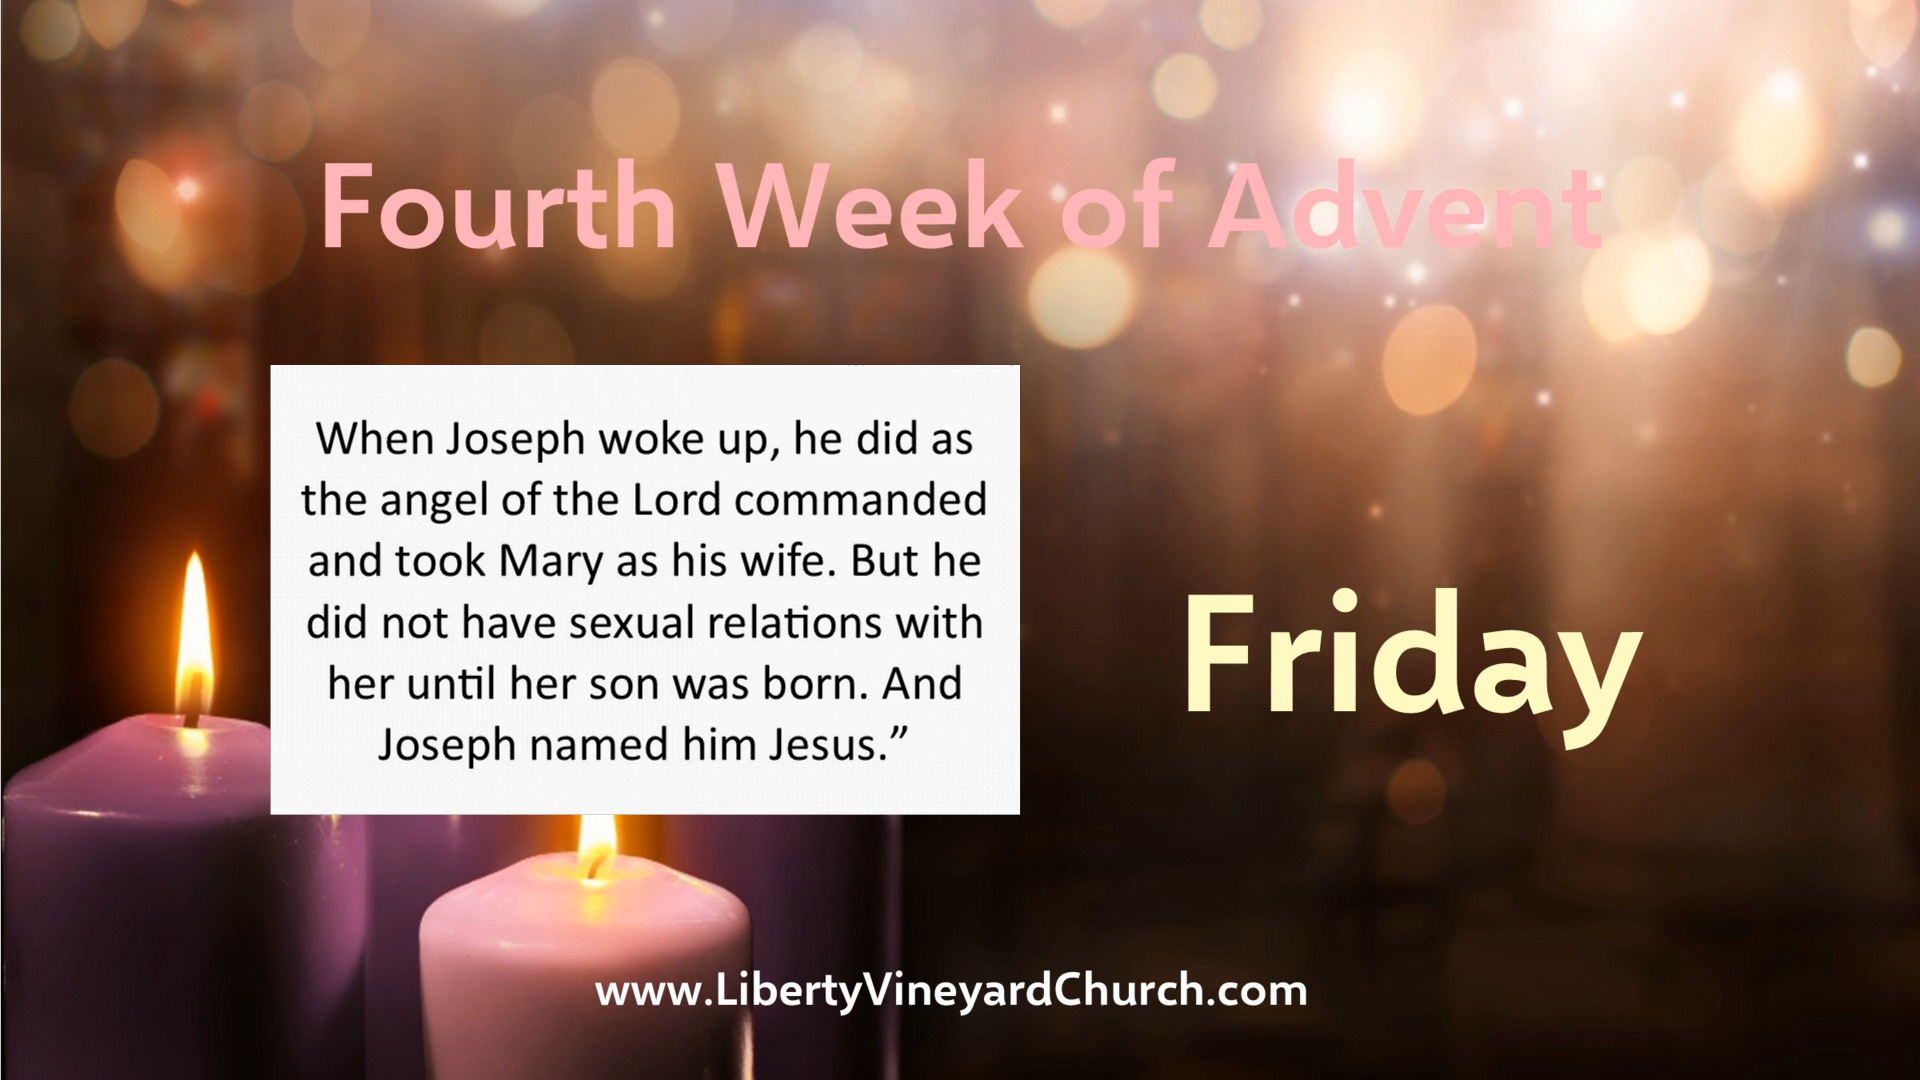 Fourth Week of Advent
When Joseph woke up, he did as
the angel of the Lord commanded
and took Mary as his wife. But he
did not have sexual relations with
her until her son was born. And
Joseph named him Jesus.”
Friday
www.LibertyVineyardChurch.com